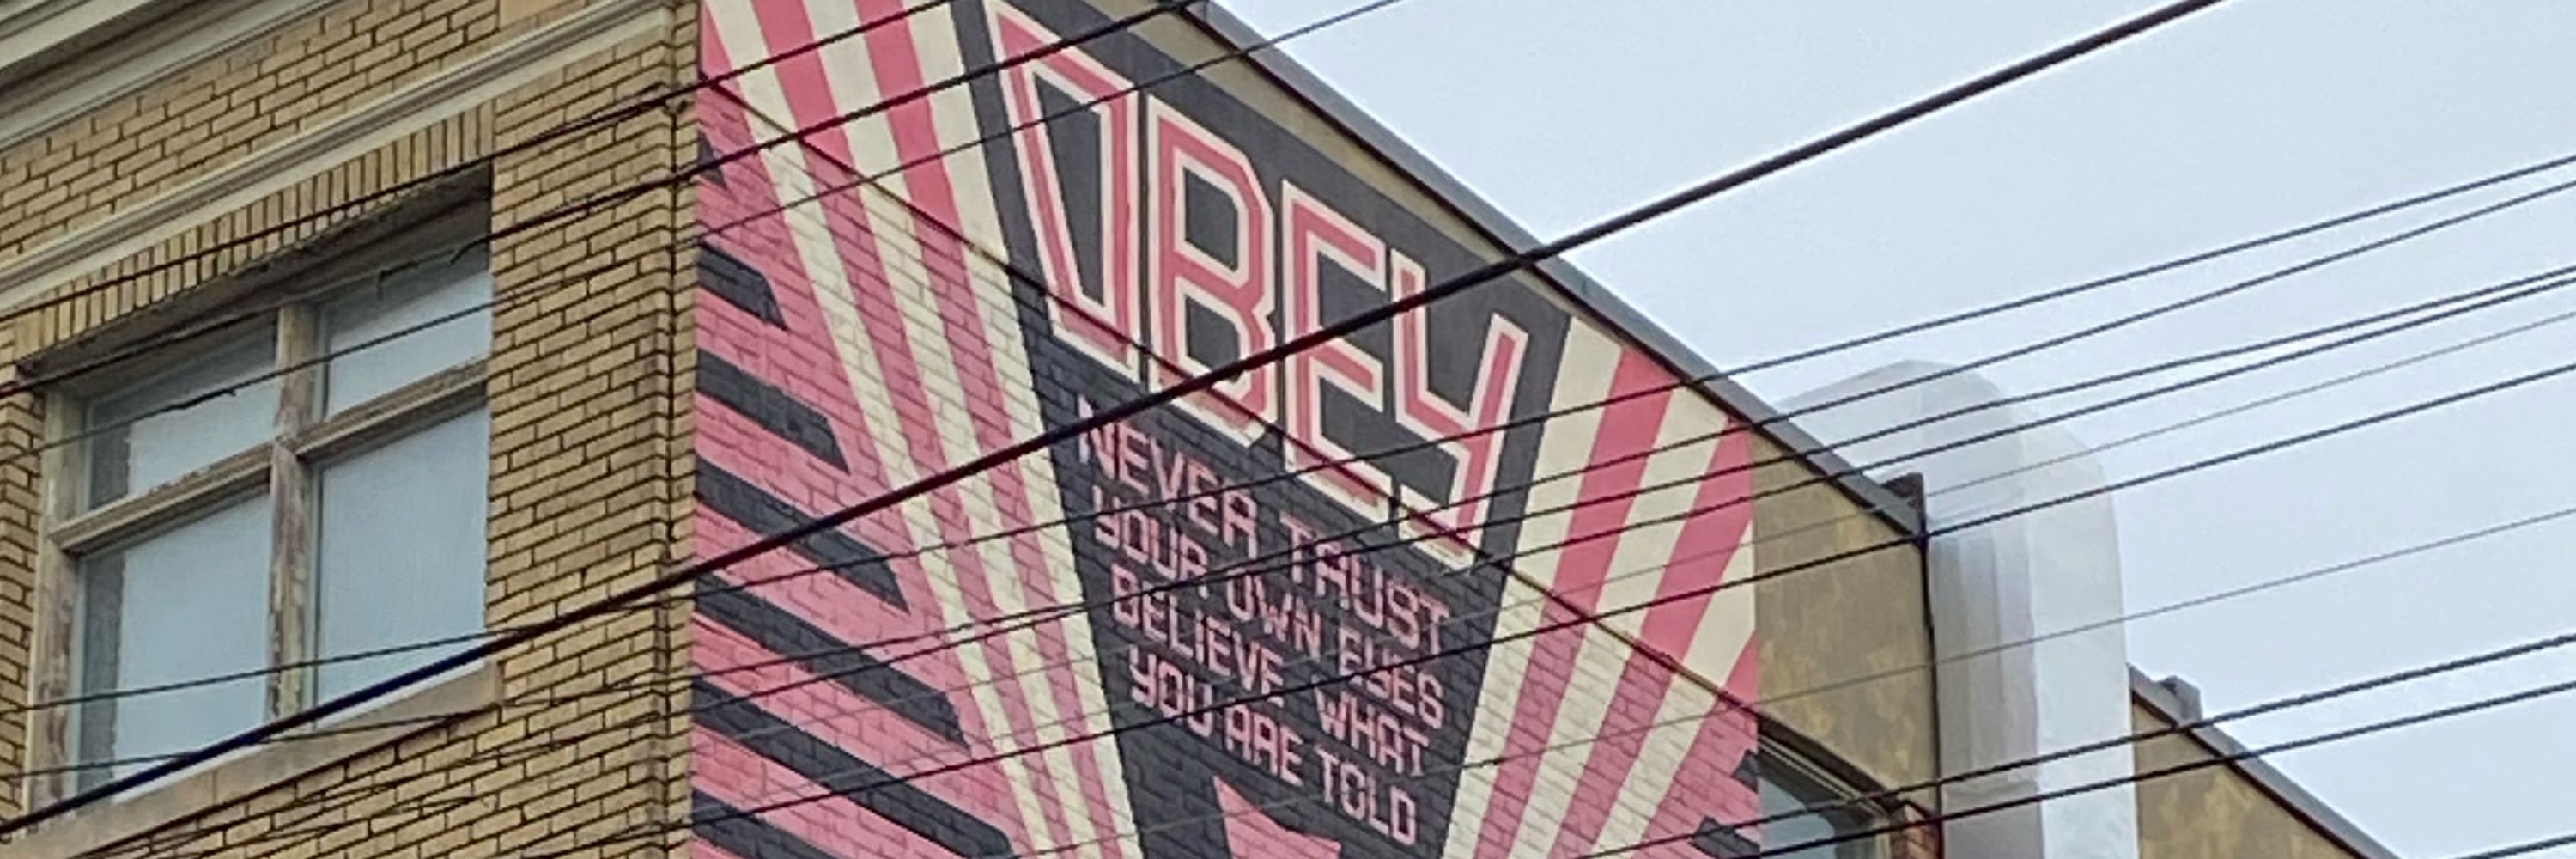 OBEY
NEVER TRUST
YOUR OWN EYES
BELIEVE WHAT
YOU ARE TOLD